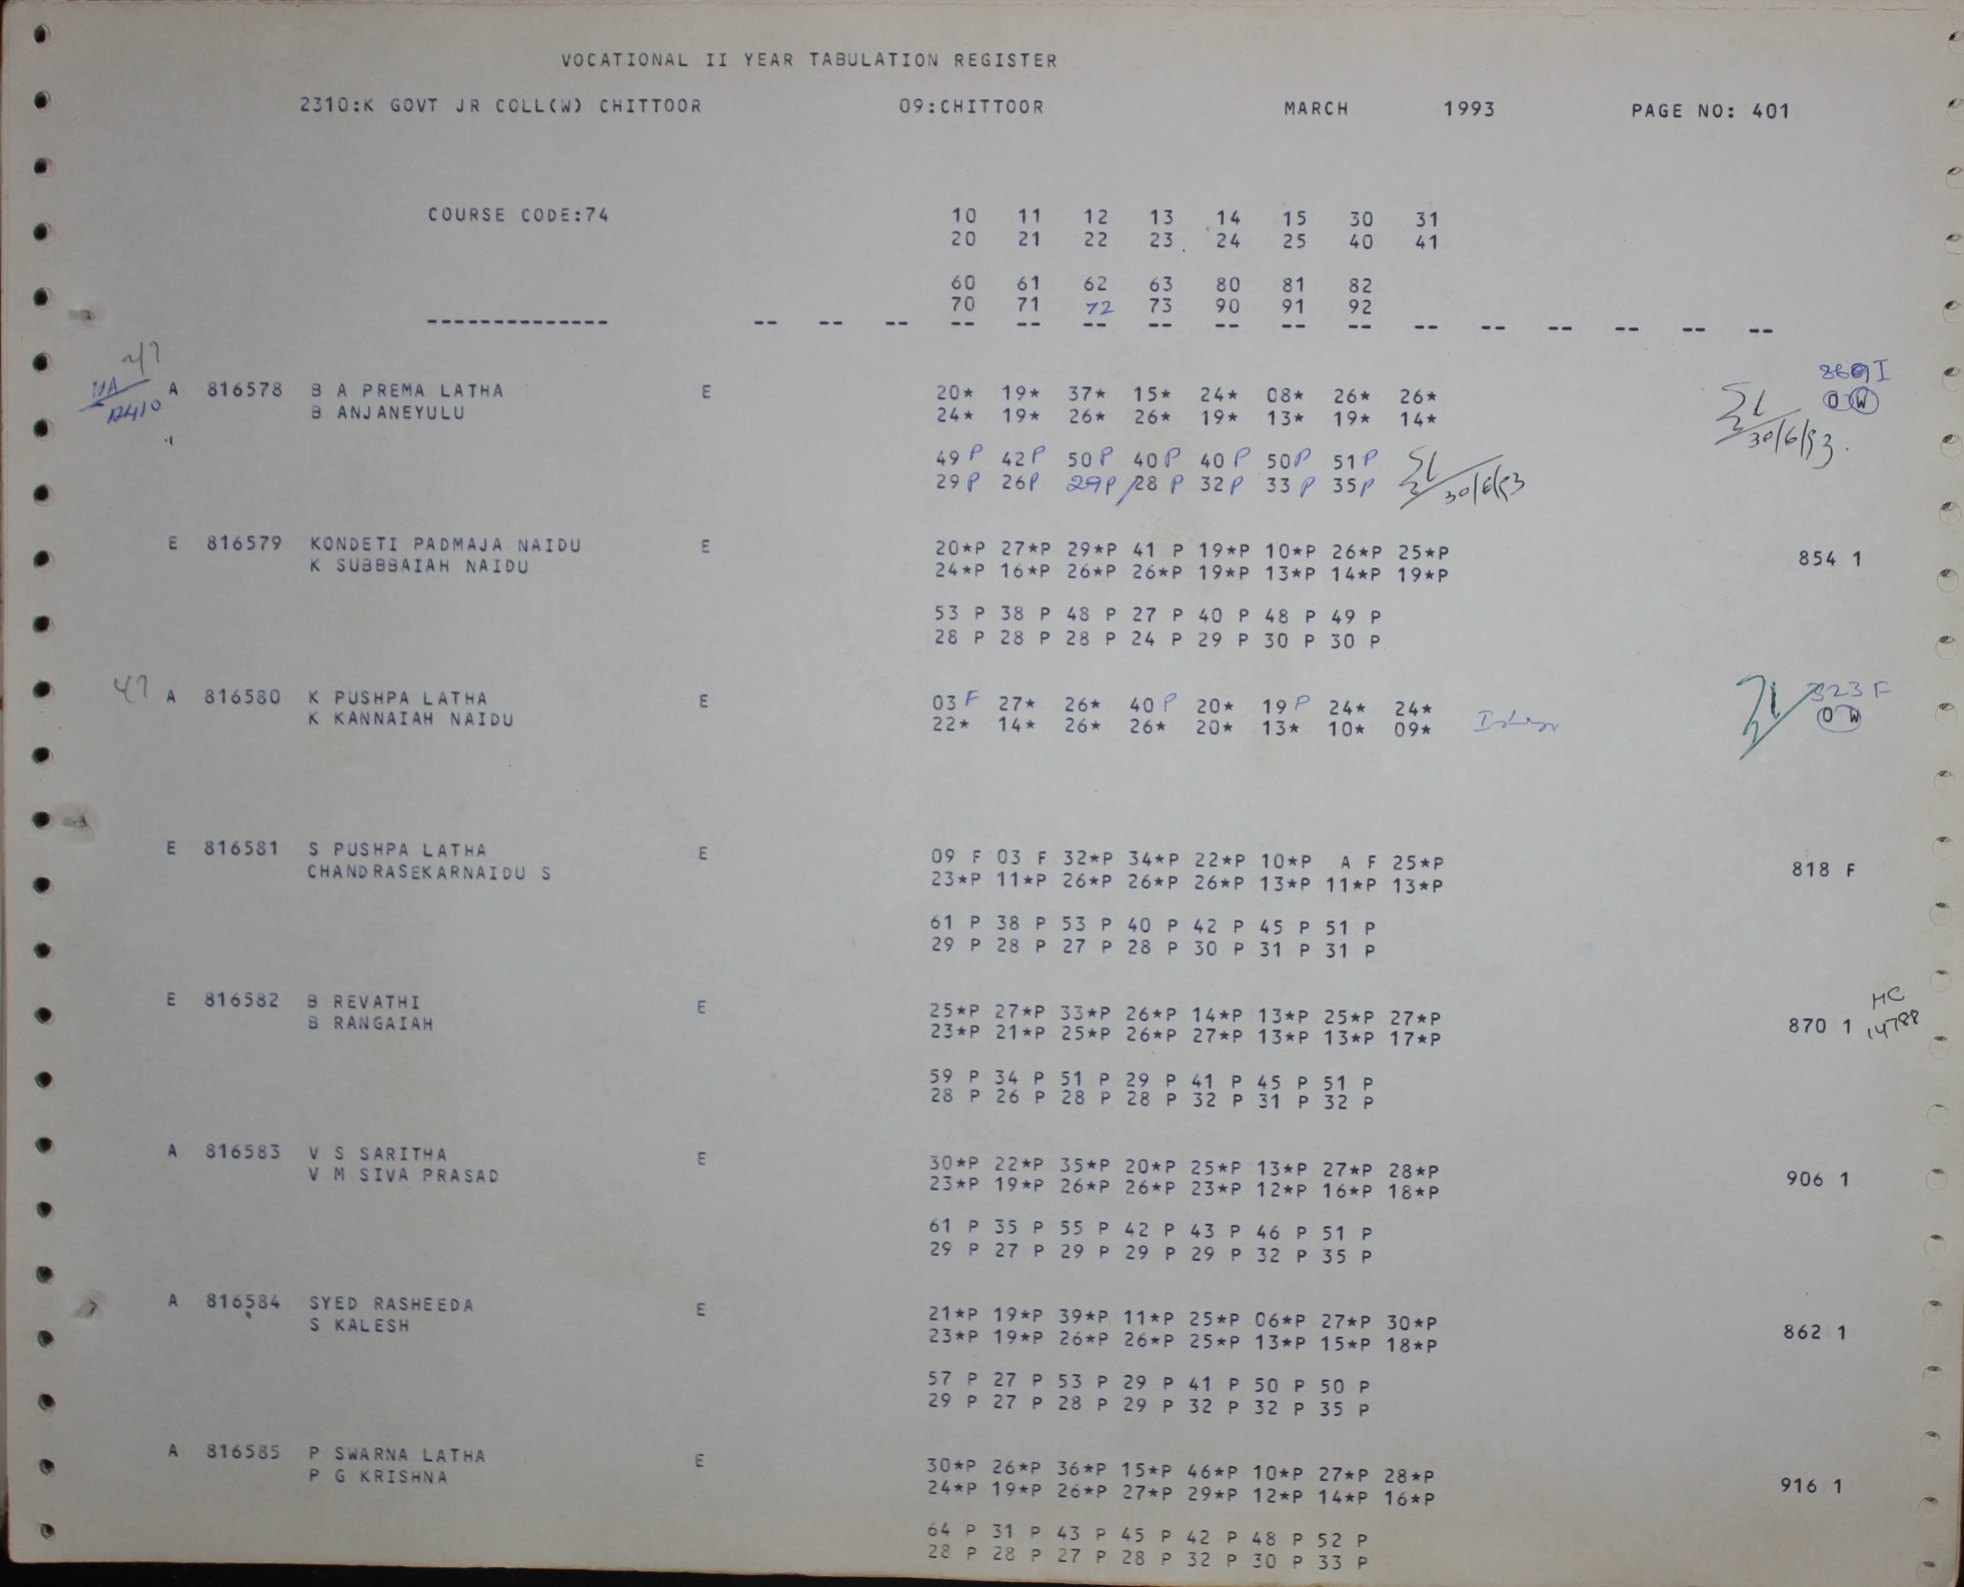 VOCATIONAL II YEAR TABULATION REGISTER
2310:K GOVT JR COLL(W) CHITTOOR 09:CHITTOOR MARCH 1993 PAGE NO: 401
COURSE CODE:74 10 11 12 13 14 15 30 31
20 21 22 23 24 25 40 41
60 61 62 63 80 81 82
70 71 72 73 90 91 92
-------------- -- -- -- -- -- -- -- -- -- -- -- -- -- -- -- --
A 816578 B A PREMA LATHA E 20* 19* 37* 15* 24* 08* 26* 26*
B ANJANEYULU 24* 19* 26* 26* 19* 13* 19* 14* O W
30/6/93.
49 P 42 P 50 P 40 P 40 P 50 P 51 P
29 P 26 P 29 P 28 P 32 P 33 P 35 P 30/6/93
E 816579 KONDETI PADMAJA NAIDU E 20*P 27*P 29*P 41 P 19*P 10*P 26*P 25*P 854 1
K SUBBBAIAH NAIDU 24*P 16*P 26*P 26*P 19*P 13*P 14*P 19*P
53 P 38 P 48 P 27 P 40 P 48 P 49 P
28 P 28 P 28 P 24 P 29 P 30 P 30 P
A 816580 K PUSHPA LATHA E 03 F 27* 26* 40 P 20* 19 P 24* 24* 323 F
K KANNAIAH NAIDU 22* 14* 26* 26* 20* 13* 10* 09* O W
E 816581 S PUSHPA LATHA E 09 F 03 F 32*P 34*P 22*P 10*P A F 25*P 818 F
CHANDRASEKARNAIDU S 23*P 11*P 26*P 26*P 26*P 13*P 11*P 13*P
61 P 38 P 53 P 40 P 42 P 45 P 51 P
29 P 28 P 27 P 28 P 30 P 31 P 31 P
E 816582 B REVATHI E 25*P 27*P 33*P 26*P 14*P 13*P 25*P 27*P 870 1 MC
B RANGAIAH 23*P 21*P 25*P 26*P 27*P 13*P 13*P 17*P 14788
59 P 34 P 51 P 29 P 41 P 45 P 51 P
28 P 26 P 28 P 28 P 32 P 31 P 32 P
A 816583 V S SARITHA E 30*P 22*P 35*P 20*P 25*P 13*P 27*P 28*P 906 1
V M SIVA PRASAD 23*P 19*P 26*P 26*P 23*P 12*P 16*P 18*P
61 P 35 P 55 P 42 P 43 P 46 P 51 P
29 P 27 P 29 P 29 P 29 P 32 P 35 P
A 816584 SYED RASHEEDA E 21*P 19*P 39*P 11*P 25*P 06*P 27*P 30*P 862 1
S KALESH 23*P 19*P 26*P 26*P 25*P 13*P 15*P 18*P
57 P 27 P 53 P 29 P 41 P 50 P 50 P
29 P 27 P 28 P 29 P 32 P 32 P 35 P
A 816585 P SWARNA LATHA E 30*P 26*P 36*P 15*P 46*P 10*P 27*P 28*P 916 1
P G KRISHNA 24*P 19*P 26*P 27*P 29*P 12*P 14*P 16*P
64 P 31 P 43 P 45 P 42 P 48 P 52 P
28 P 28 P 27 P 28 P 32 P 30 P 33 P